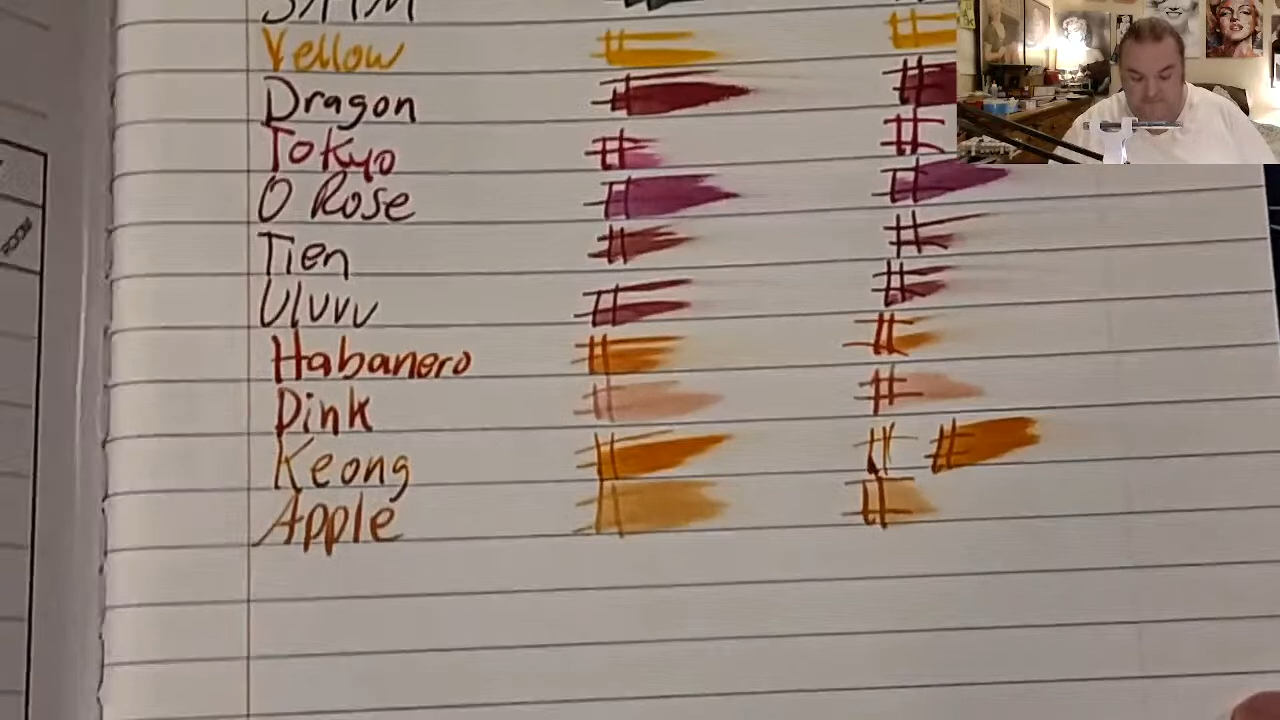 Yellow
Dragon
Tokyo
O Rose
Tien
Uluru
Habanero
Pink
Keong
Apple